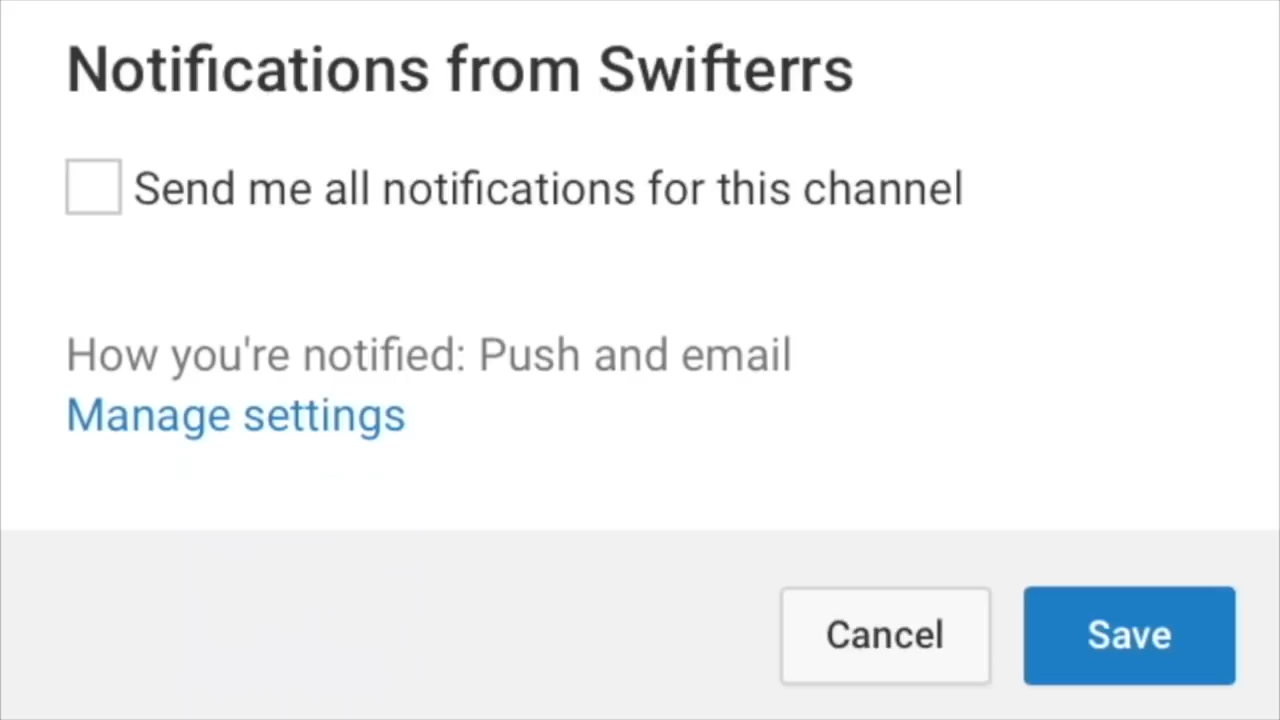 Notifications from Swifterrs
Send me all notifications for this channel
How you're notified: Push and email
Manage settings
Cancel Save